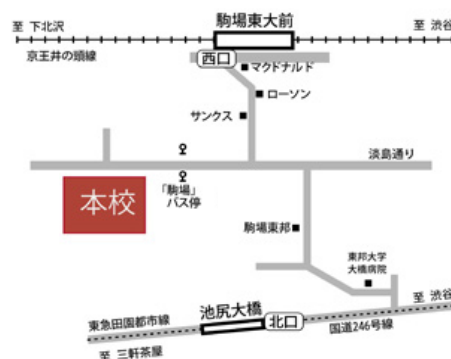 駒場東大前
至 下北沢
至 渋谷
京王井の頭線
西口
マクドナルド
ローソン
サンクス
淡島通り
「駒場」
バス停
本校
駒場東邦
東邦大学
大橋病院
池尻大橋
北口
至 渋谷
東急田園都市線
国道246号線
至 三軒茶屋